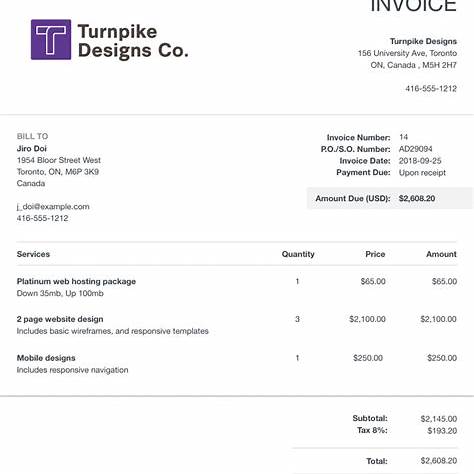 INVOICE
Turnpike
Designs Co.
Turnpike Designs
156 University Ave, Toronto
ON, Canada , M5H 2H7
416-555-1212
BILL TO
Jiro Doi
1954 Bloor Street West
Toronto, ON, M6P 3K9
Canada
j_doi@example.com
416-555-1212
Invoice Number: 14
P.O./S.O. Number: AD29094
Invoice Date: 2018-09-25
Payment Due: Upon receipt
Amount Due (USD): $2,608.20
Services Quantity Price Amount
Platinum web hosting package 1 $65.00 $65.00
Down 35mb, Up 100mb
2 page website design 3 $2,100.00 $2,100.00
Includes basic wireframes, and responsive templates
Mobile designs 1 $250.00 $250.00
Includes responsive navigation
Subtotal: $2,145.00
Tax 8%: $193.20
Total: $2,608.20